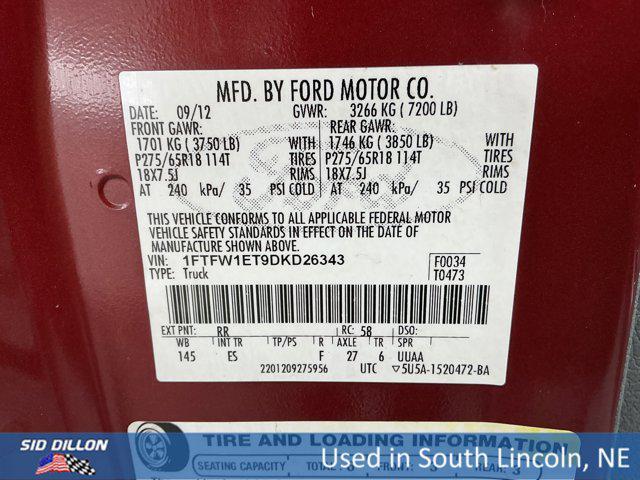 MFD. BY FORD MOTOR CO.
DATE: 09/12 GVWR: 3266 KG ( 7200 LB)
FRONT GAWR: REAR GAWR:
1701 KG ( 3750 LB) WITH 1746 KG ( 3850 LB) WITH
P275/65R18 114T TIRES P275/65R18 114T TIRES
18X7.5J RIMS 18X7.5J RIMS
AT 240 kPa/ 35 PSI COLD AT 240 kPa/ 35 PSI COLD
THIS VEHICLE CONFORMS TO ALL APPLICABLE FEDERAL MOTOR
VEHICLE SAFETY STANDARDS IN EFFECT ON THE DATE OF
MANUFACTURE SHOWN ABOVE.
VIN: 1FTFW1ET9DKD26343 F0034
TYPE: Truck T0473
EXT PNT: RR RC: 58 DSO:
WB INT TR TP/PS R AXLE TR SPR
145 ES F 27 6 UUAA
2201209275956 UTC ▽5U5A-1520472-BA
TIRE AND LOADING INFORMATION
SEATING CAPACITY TOTAL : 6 FRONT: 3 REAR: 3
SID DILLON
Used in South Lincoln, NE